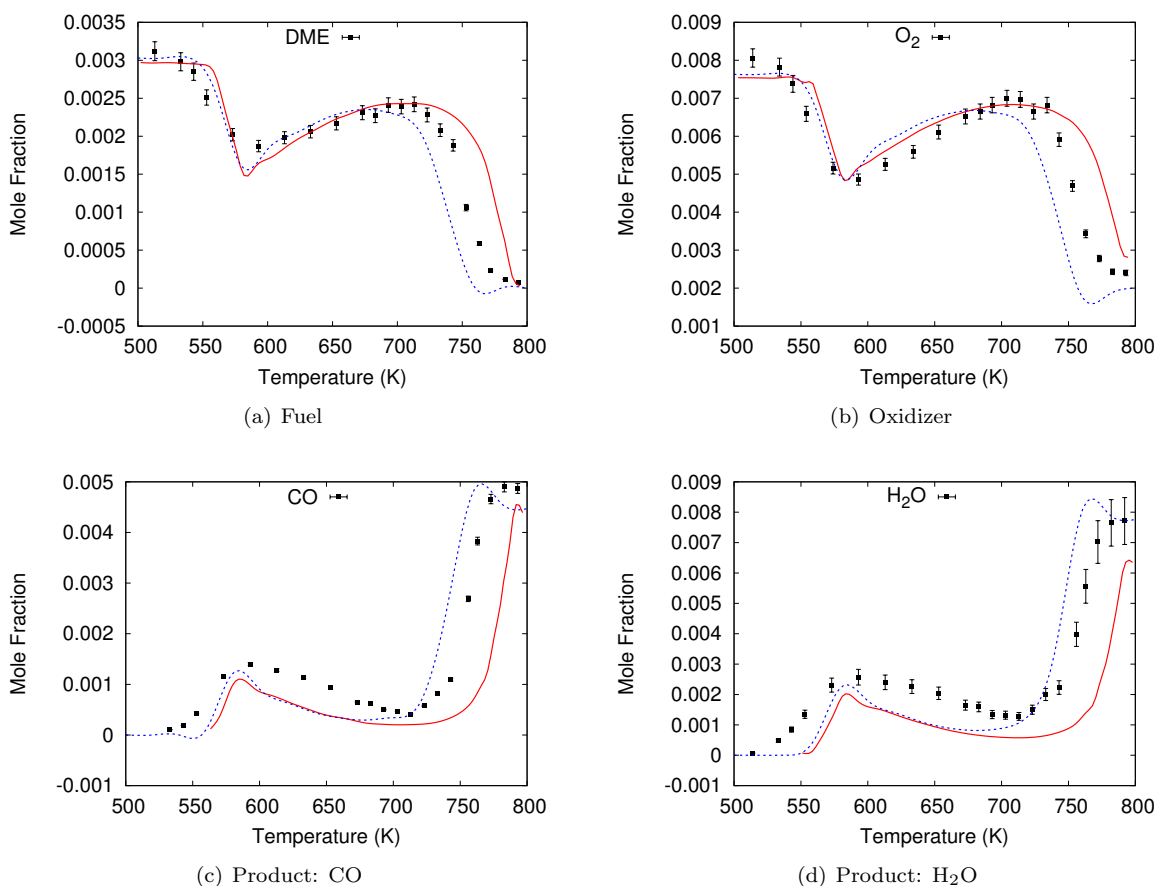 0.0035
0.003
0.0025
0.002
0.0015
0.001
0.0005
0
-0.0005
Mole Fraction
DME
500 550 600 650 700 750 800
Temperature (K)
(a) Fuel
0.009
0.008
0.007
0.006
0.005
0.004
0.003
0.002
0.001
Mole Fraction
O2
500 550 600 650 700 750 800
Temperature (K)
(b) Oxidizer
0.005
0.004
0.003
0.002
0.001
0
-0.001
Mole Fraction
CO
500 550 600 650 700 750 800
Temperature (K)
(c) Product: CO
0.009
0.008
0.007
0.006
0.005
0.004
0.003
0.002
0.001
0
-0.001
Mole Fraction
H2O
500 550 600 650 700 750 800
Temperature (K)
(d) Product: H2O